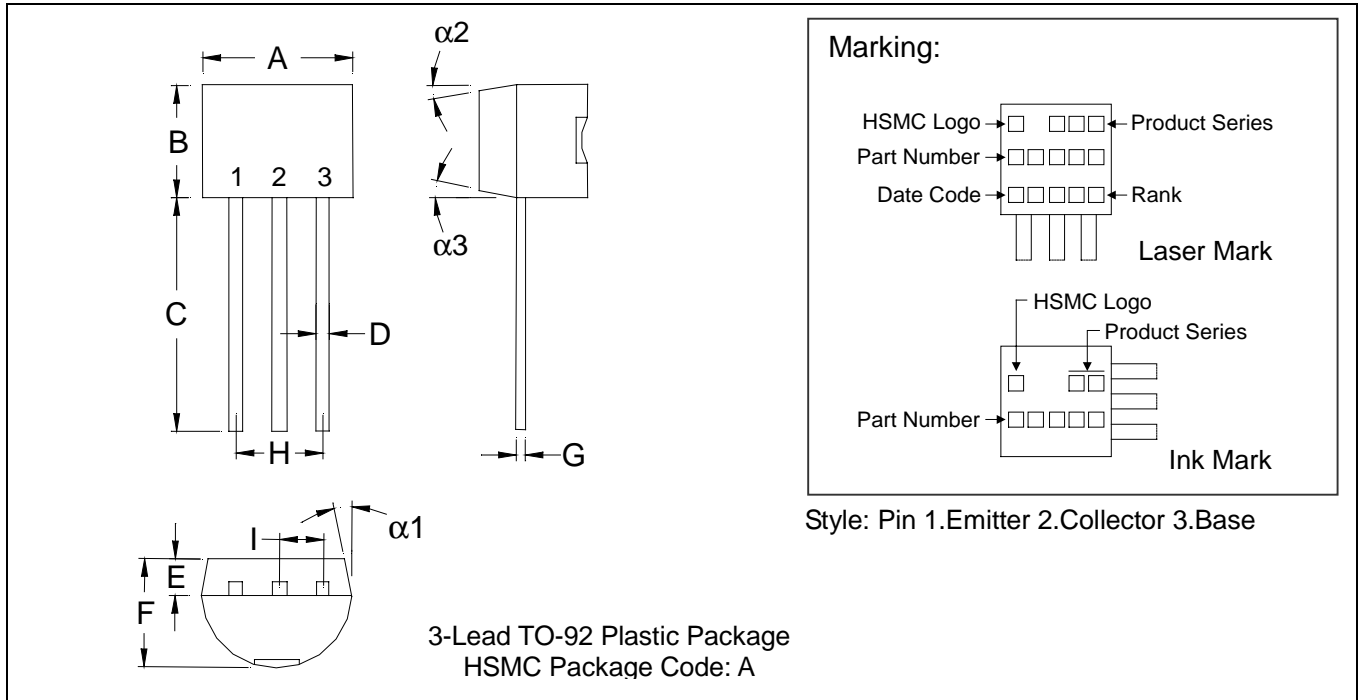 α2
A
B
1 2 3
α3
C
D
H
G
α1
I
E
F
3-Lead TO-92 Plastic Package
HSMC Package Code: A
Marking:
HSMC Logo
Product Series
Part Number
Date Code
Rank
Laser Mark
HSMC Logo
Product Series
Part Number
Ink Mark
Style: Pin 1.Emitter 2.Collector 3.Base